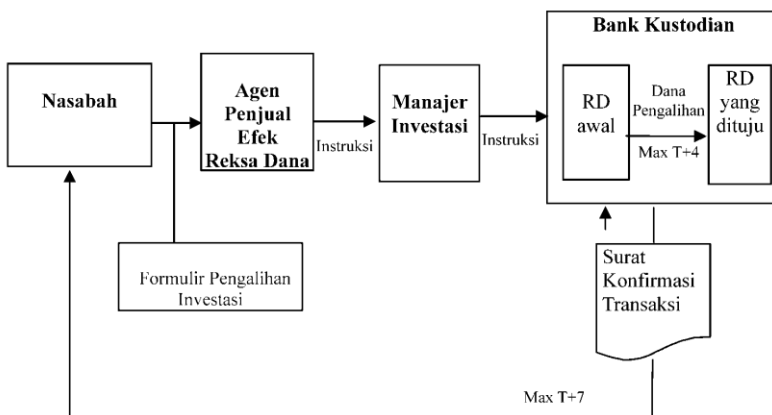 Bank Kustodian
Nasabah
Agen
Penjual
Efek
Reksa Dana
Instruksi
Manajer
Investasi
Instruksi
RD
awal
Dana
Pengalihan
Max T+4
RD
yang
dituju
Formulir Pengalihan
Investasi
Surat
Konfirmasi
Transaksi
Max T+7